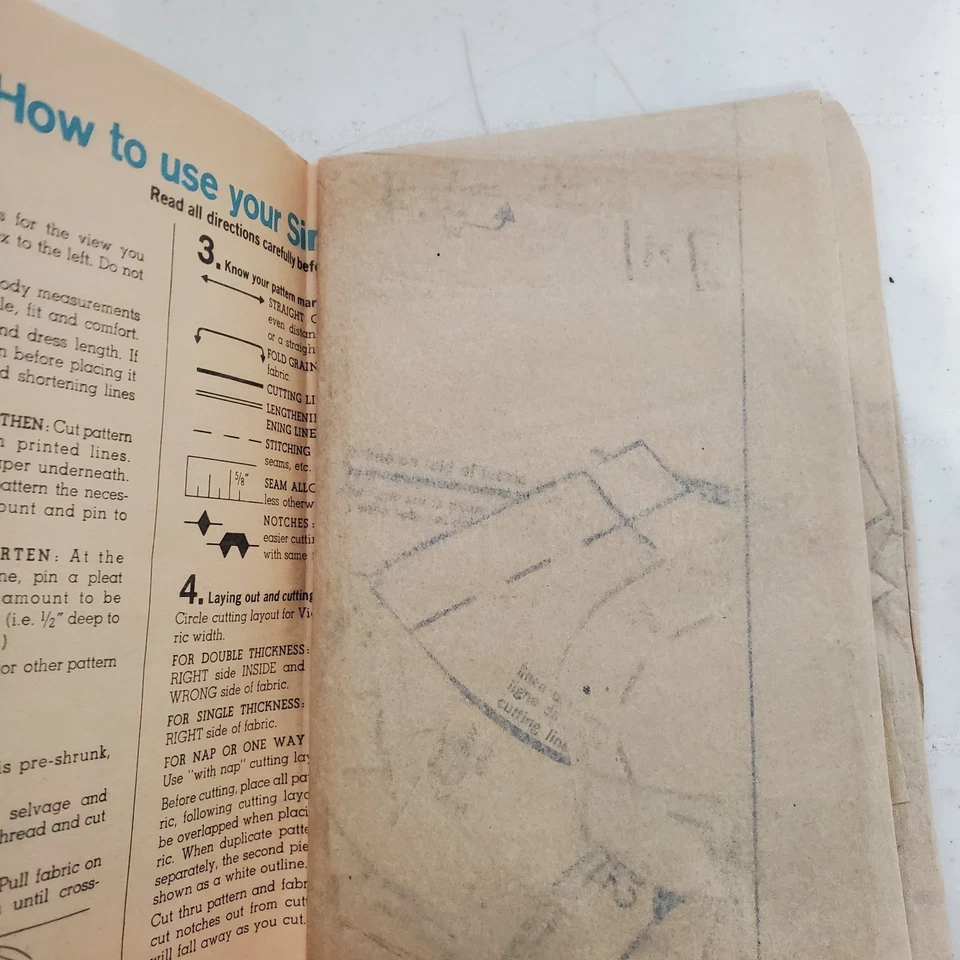 How to use your Sim
Read all directions carefully bef
s for the view you
x to the left. Do not
ody measurements
le, fit and comfort.
nd dress length. If
n before placing it
d shortening lines
THEN: Cut pattern
n printed lines.
per underneath.
attern the neces-
ount and pin to
RTEN: At the
ne, pin a pleat
amount to be
(i.e. ½" deep to
)
or other pattern
is pre-shrunk,
selvage and
hread and cut
Pull fabric on
until cross-
3. Know your pattern mar
STRAIGHT G
even distan
or a straigh
FOLD GRAIN
fabric.
CUTTING LI
LENGTHENI
ENING LINE
STITCHING
seams, etc.
5/8"
SEAM ALLO
less otherw
NOTCHES:
easier cuttin
with same
4. Laying out and cutting
Circle cutting layout for Vi
ric width.
FOR DOUBLE THICKNESS:
RIGHT side INSIDE and
WRONG side of fabric.
FOR SINGLE THICKNESS:
RIGHT side of fabric.
FOR NAP OR ONE WAY
Use "with nap" cutting lay
Before cutting, place all pa
ric, following cutting layo
be overlapped when placi
ric. When duplicate patte
separately, the second pie
shown as a white outline.
Cut thru pattern and fabr
cut notches out from cut
will fall away as you cut.
cutting line